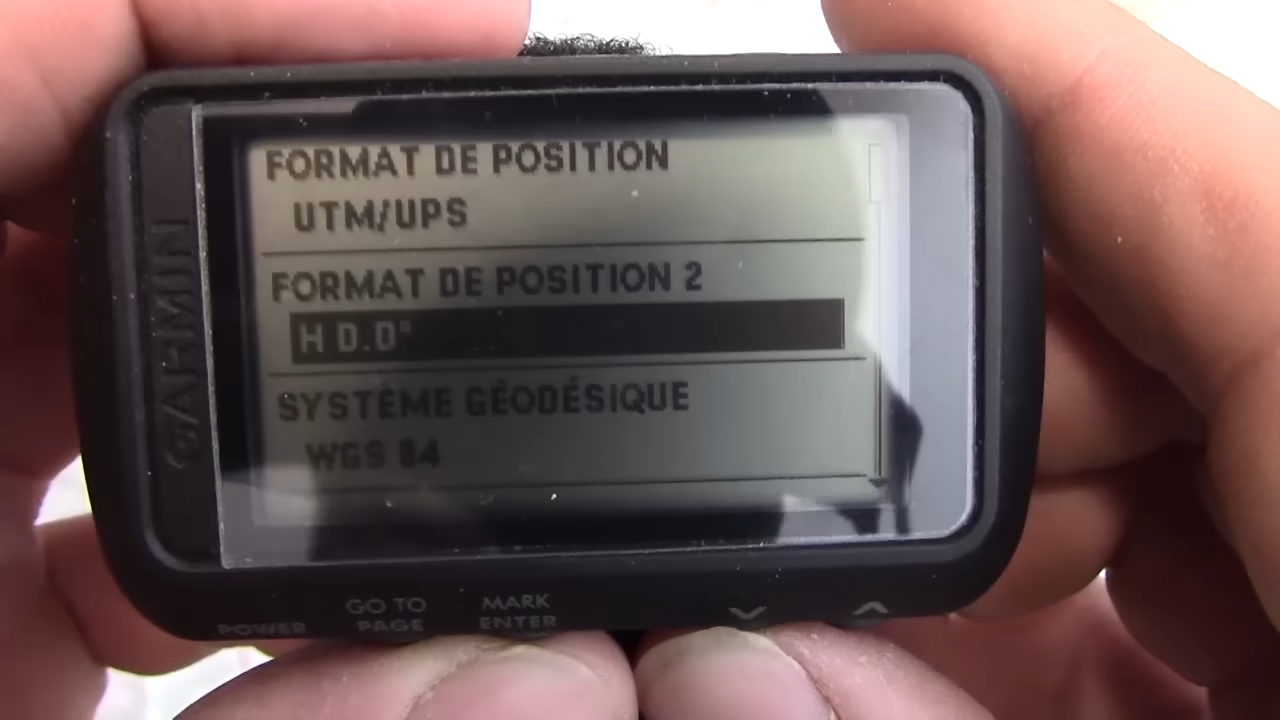 FORMAT DE POSITION
UTM/UPS
FORMAT DE POSITION 2
H D.D°
SYSTÈME GÉODÉSIQUE
WGS 84
GARMIN
POWER
GO TO
PAGE
MARK
ENTER